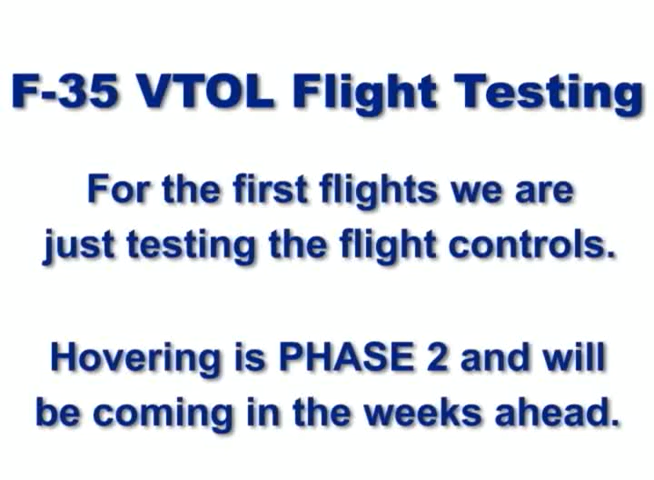 F-35 VTOL Flight Testing
For the first flights we are
just testing the flight controls.
Hovering is PHASE 2 and will
be coming in the weeks ahead.